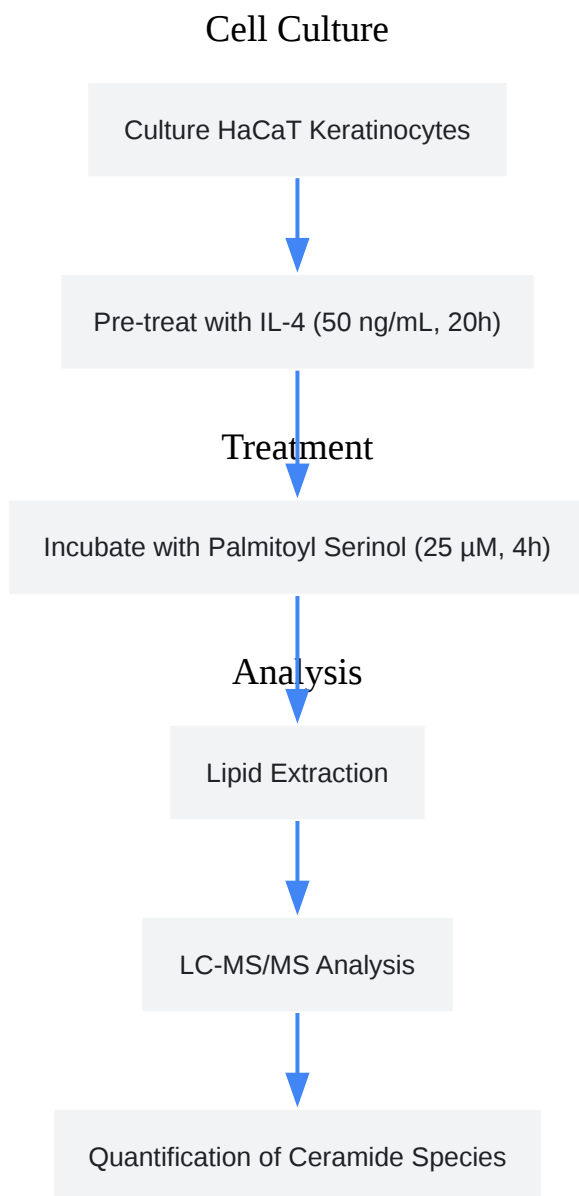 Cell Culture
Culture HaCaT Keratinocytes
Pre-treat with IL-4 (50 ng/mL, 20h)
Treatment
Incubate with Palmitoyl Serinol (25 µM, 4h)
Analysis
Lipid Extraction
LC-MS/MS Analysis
Quantification of Ceramide Species